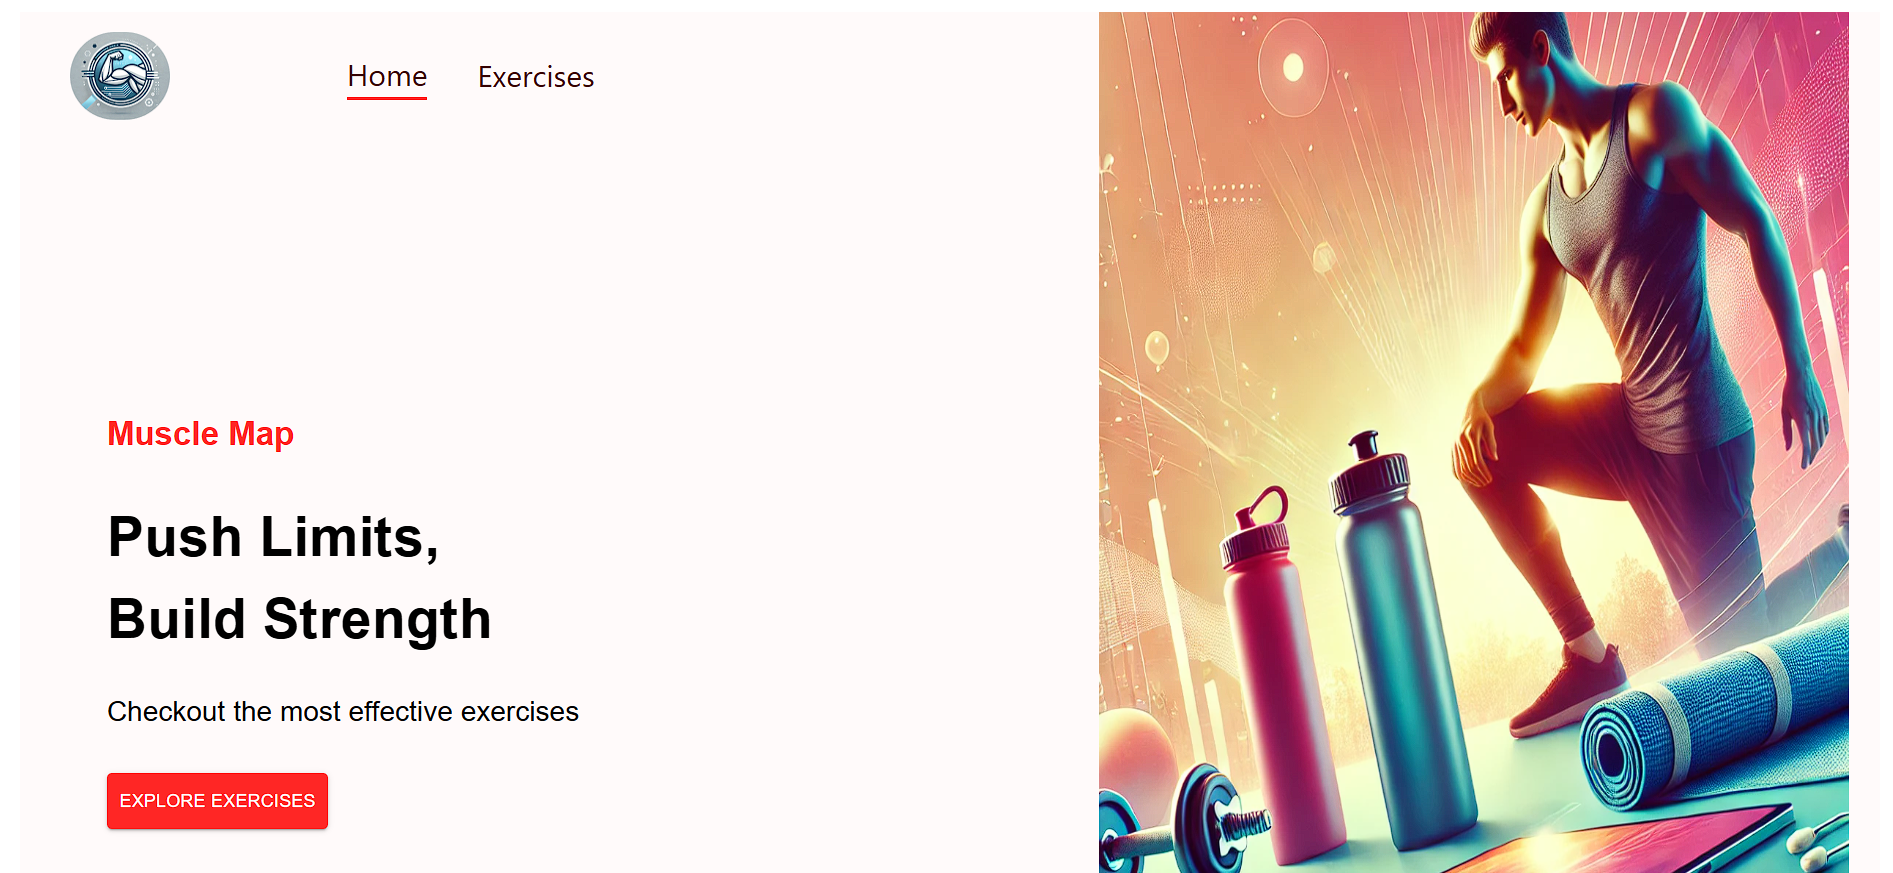 Home Exercises
Muscle Map
Push Limits,
Build Strength
Checkout the most effective exercises
EXPLORE EXERCISES